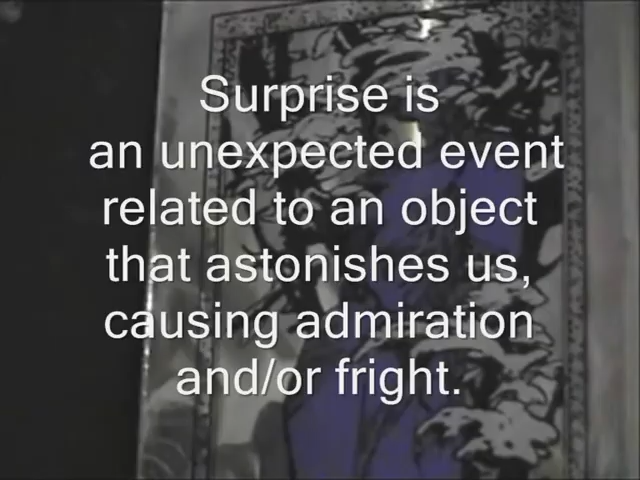 Surprise is
an unexpected event
related to an object
that astonishes us,
causing admiration
and/or fright.